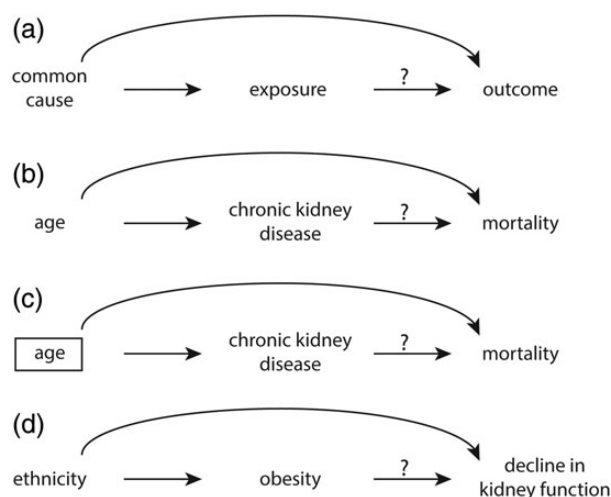 (a)
common
cause
exposure
?
outcome
(b)
age
chronic kidney
disease
?
mortality
(c)
age
chronic kidney
disease
?
mortality
(d)
ethnicity
obesity
?
decline in
kidney function